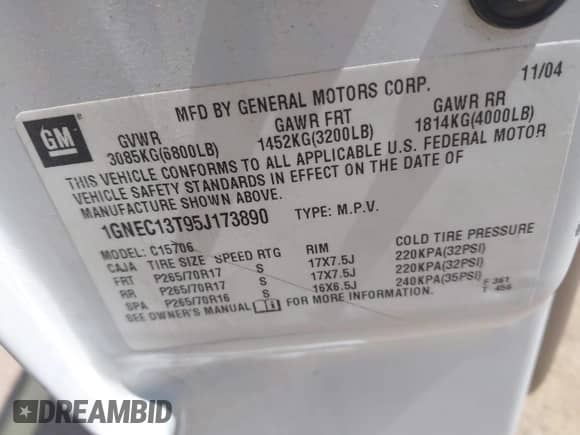 11/04
MFD BY GENERAL MOTORS CORP.
GM ®
GVWR GAWR FRT GAWR RR
3085KG(6800LB) 1452KG(3200LB) 1814KG(4000LB)
THIS VEHICLE CONFORMS TO ALL APPLICABLE U.S. FEDERAL MOTOR
VEHICLE SAFETY STANDARDS IN EFFECT ON THE DATE OF
MANUFACTURE SHOWN ABOVE.
1GNEC13T95J173890 TYPE: M.P.V.
MODEL: C15706
CAJA TIRE SIZE SPEED RTG RIM COLD TIRE PRESSURE
FRT P265/70R17 S 17X7.5J 220KPA(32PSI)
RR P265/70R17 S 17X7.5J 220KPA(32PSI)
SPA P265/70R16 S 16X6.5J 240KPA(35PSI)
SEE OWNER'S MANUAL FOR MORE INFORMATION.
F 361
T 456
DREAMBID